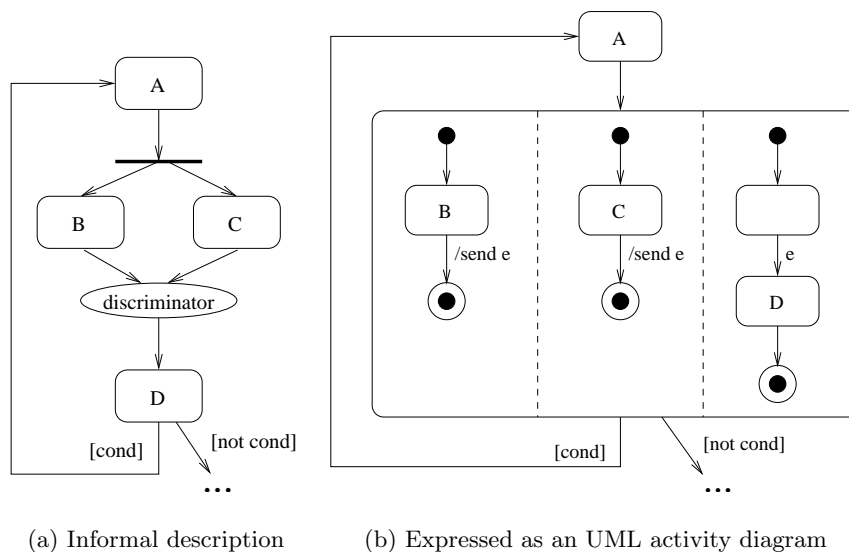 A
B
C
discriminator
D
[cond]
[not cond]
...
(a) Informal description
A
B
C
/send e
/send e
e
D
[cond]
[not cond]
...
(b) Expressed as an UML activity diagram